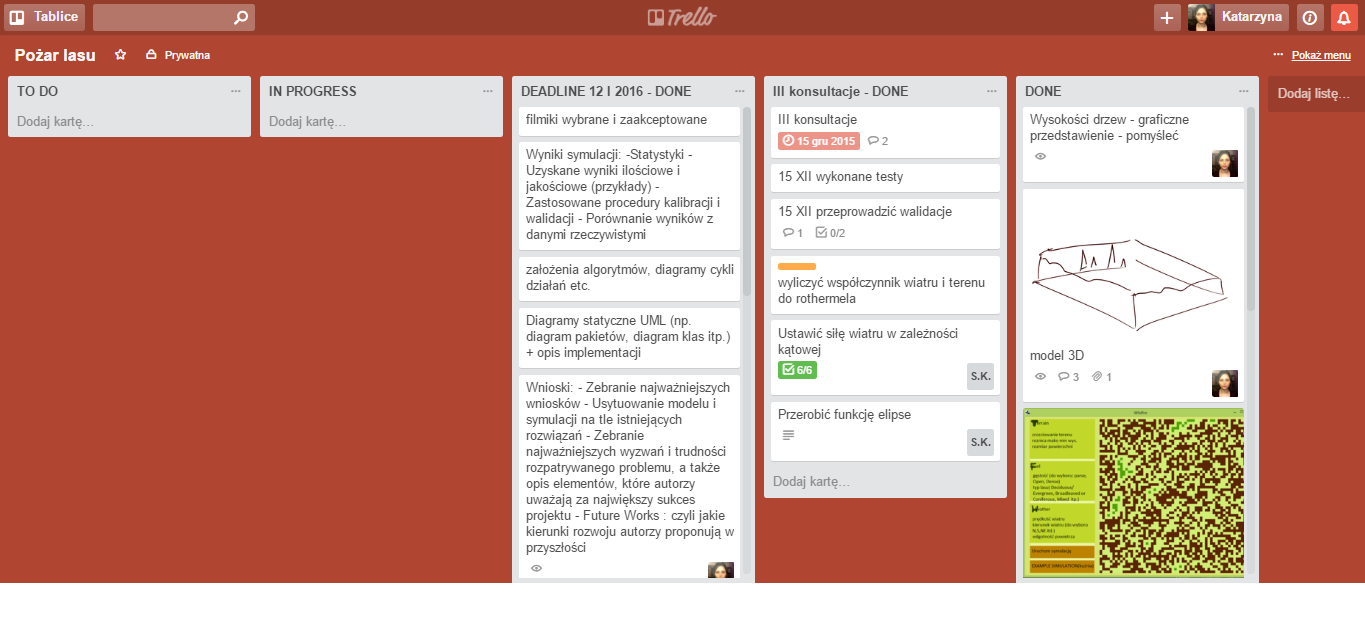 Tablice
Trello
Katarzyna
Pożar lasu
Prywatna
Pokaż menu
TO DO
Dodaj kartę...
IN PROGRESS
Dodaj kartę...
DEADLINE 12 I 2016 - DONE
filmiki wybrane i zaakceptowane
Wyniki symulacji: -Statystyki -
Uzyskane wyniki ilościowe i
jakościowe (przykłady) -
Zastosowane procedury kalibracji i
walidacji - Porównanie wyników z
danymi rzeczywistymi
założenia algorytmów, diagramy cykli
działań etc.
Diagramy statyczne UML (np.
diagram pakietów, diagram klas itp.)
+ opis implementacji
Wnioski: - Zebranie najważniejszych
wniosków - Usytuowanie modelu i
symulacji na tle istniejących
rozwiązań - Zebranie
najważniejszych wyzwań i trudności
rozpatrywanego problemu, a także
opis elementów, które autorzy
uważają za największy sukces
projektu - Future Works : czyli jakie
kierunki rozwoju autorzy proponują w
przyszłości
III konsultacje - DONE
III konsultacje
15 gru 2015 2
15 XII wykonane testy
15 XII przeprowadzić walidacje
1 0/2
wyliczyć współczynnik wiatru i terenu
do rothermela
Ustawić siłę wiatru w zależności
kątowej
6/6
S.K.
Przerobić funkcję elipse
S.K.
Dodaj kartę...
DONE
Wysokości drzew - graficzne
przedstawienie - pomyśleć
model 3D
3 1
Terrain
Fuel
Weather
prędkość wiatru
Uruchom symulację
Dodaj listę...